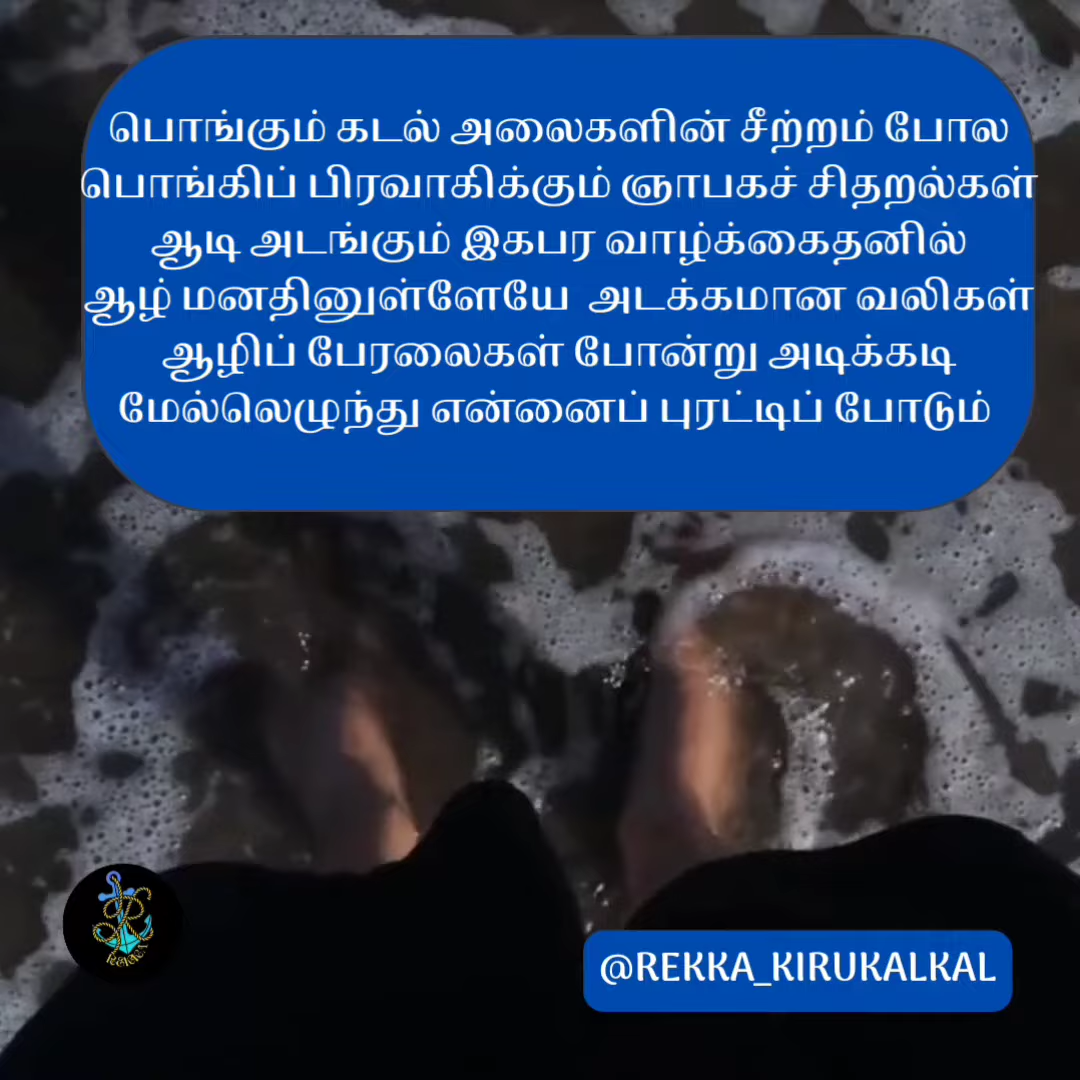 பொங்கும் கடல் அலைகளின் சீற்றம் போல
பொங்கிப் பிரவாகிக்கும் ஞாபகச் சிதறல்கள்
ஆடி அடங்கும் இகபர வாழ்க்கைதனில்
ஆழ் மனதினுள்ளேயே அடக்கமான வலிகள்
ஆழிப் பேரலைகள் போன்று அடிக்கடி
மேல்லெழுந்து என்னைப் புரட்டிப் போடும்
@REKKA_KIRUKALKAL